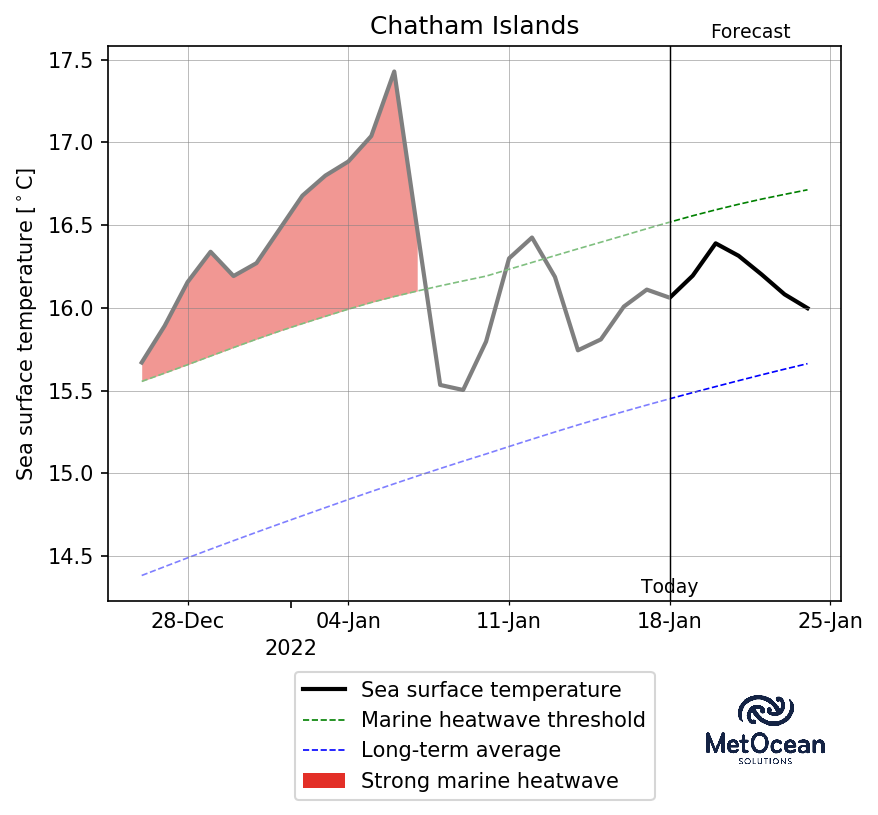 Chatham Islands
Forecast
17.5
17.0
16.5
16.0
15.5
15.0
14.5
Sea surface temperature [°C]
Today
28-Dec 04-Jan 11-Jan 18-Jan 25-Jan
2022
Sea surface temperature
Marine heatwave threshold
Long-term average
Strong marine heatwave
MetOcean
SOLUTIONS